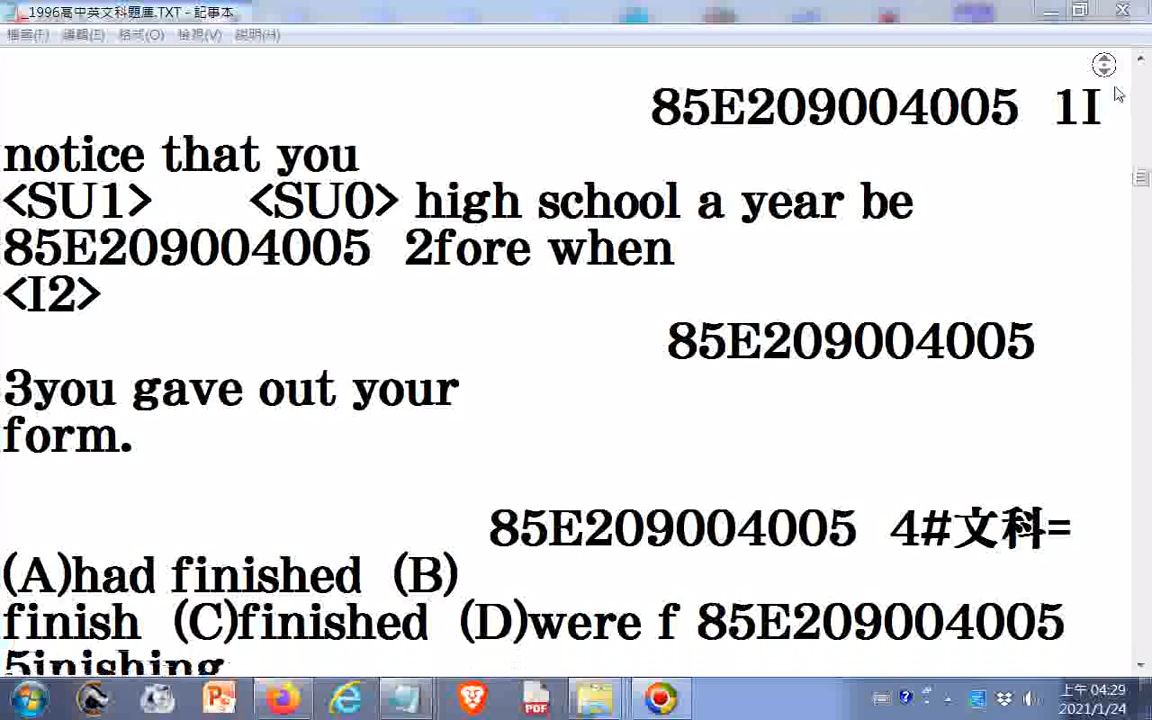 _1996高中英文科題庫.TXT - 記事本
檔案(F) 編輯(E) 格式(O) 檢視(V) 說明(H)
85E209004005 1I
notice that you
<SU1> <SU0> high school a year be
85E209004005 2fore when
<I2>
85E209004005
3you gave out your
form.
85E209004005 4#文科=
(A)had finished (B)
finish (C)finished (D)were f 85E209004005
5inishing
PDF
上午 04:29
2021/1/24